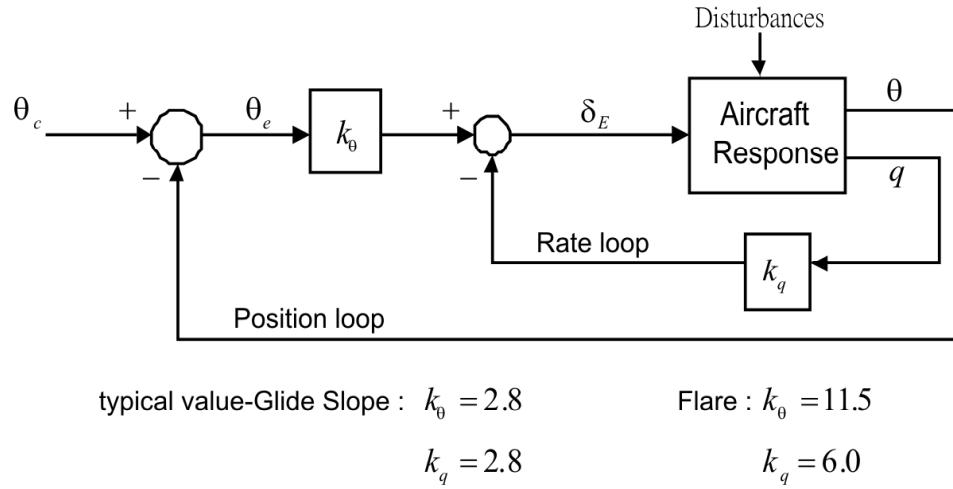 Disturbances
θc + θe kθ + δE Aircraft Response θ
− − q
Rate loop kq
Position loop
typical value-Glide Slope : kθ = 2.8 Flare : kθ = 11.5
kq = 2.8 kq = 6.0